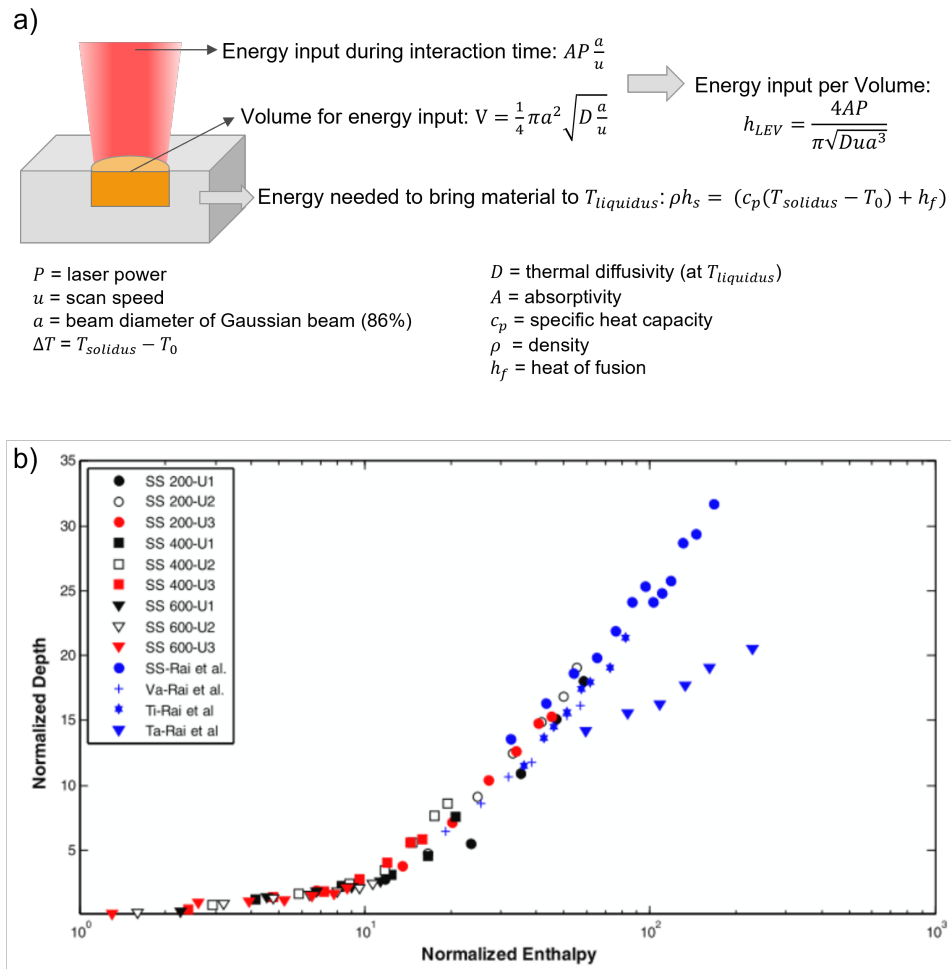 a)
Energy input during interaction time: AP a/u
Volume for energy input: V = 1/4 πa² √(D a/u)
Energy input per Volume:
h_LEV = 4AP / π√(Dua³)
Energy needed to bring material to T_liquidus: ρh_s = (c_p(T_solidus − T_0) + h_f)
P = laser power
u = scan speed
a = beam diameter of Gaussian beam (86%)
ΔT = T_solidus − T_0
D = thermal diffusivity (at T_liquidus)
A = absorptivity
c_p = specific heat capacity
ρ = density
h_f = heat of fusion
b)
35
30
25
20
15
10
5
Normalized Depth
SS 200-U1
SS 200-U2
SS 200-U3
SS 400-U1
SS 400-U2
SS 400-U3
SS 600-U1
SS 600-U2
SS 600-U3
SS-Rai et al.
Va-Rai et al.
Ti-Rai et al
Ta-Rai et al
10⁰
10¹
10²
10³
Normalized Enthalpy